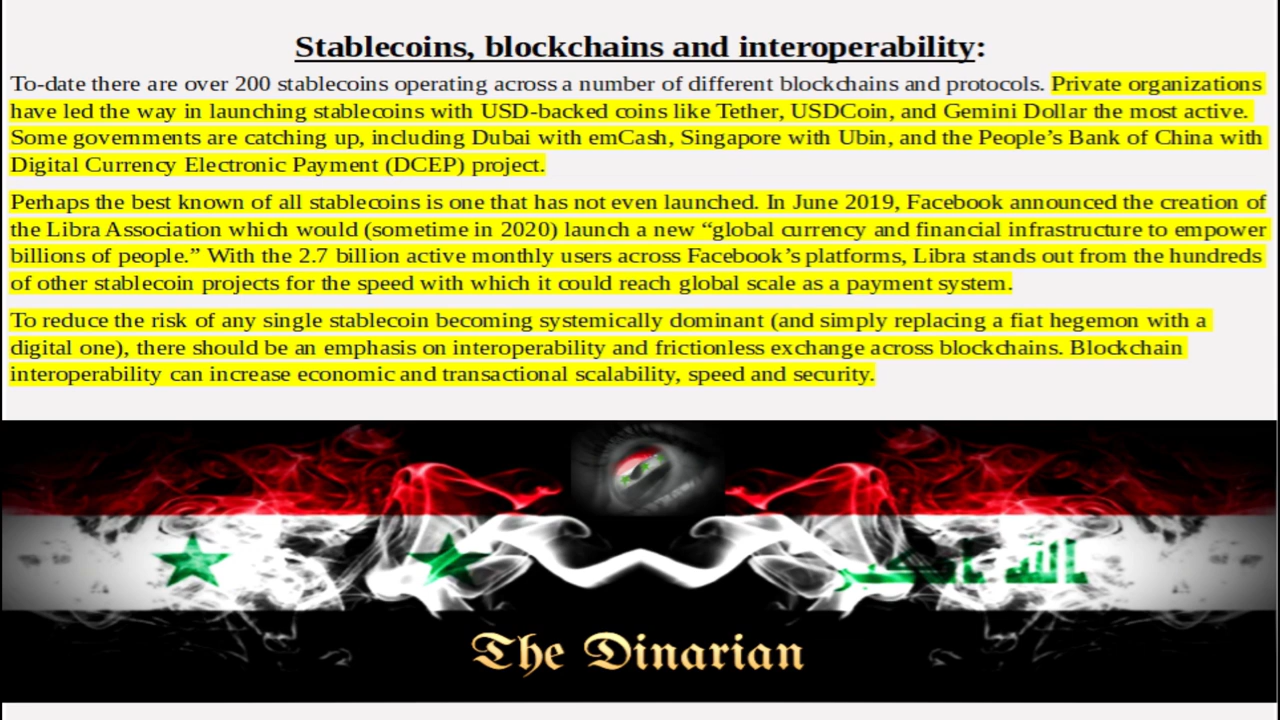 Stablecoins, blockchains and interoperability:
To-date there are over 200 stablecoins operating across a number of different blockchains and protocols. Private organizations
have led the way in launching stablecoins with USD-backed coins like Tether, USDCoin, and Gemini Dollar the most active.
Some governments are catching up, including Dubai with emCash, Singapore with Ubin, and the People’s Bank of China with
Digital Currency Electronic Payment (DCEP) project.
Perhaps the best known of all stablecoins is one that has not even launched. In June 2019, Facebook announced the creation of
the Libra Association which would (sometime in 2020) launch a new “global currency and financial infrastructure to empower
billions of people.” With the 2.7 billion active monthly users across Facebook’s platforms, Libra stands out from the hundreds
of other stablecoin projects for the speed with which it could reach global scale as a payment system.
To reduce the risk of any single stablecoin becoming systemically dominant (and simply replacing a fiat hegemon with a
digital one), there should be an emphasis on interoperability and frictionless exchange across blockchains. Blockchain
interoperability can increase economic and transactional scalability, speed and security.
الله اكبر
The Dinarian